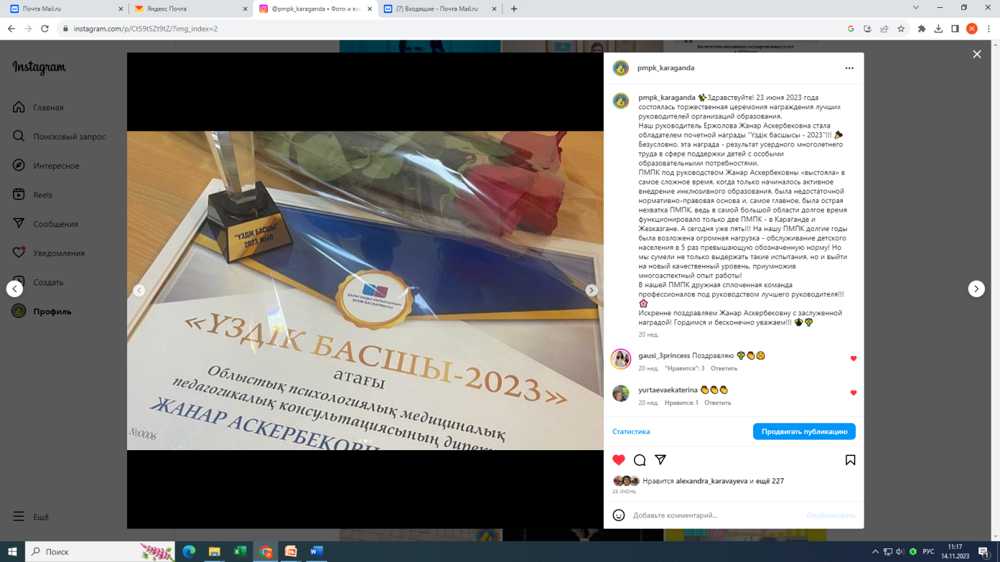 Почта Mail.ru
Яндекс Почта
@pmpk_karaganda • Фото и ви
(7) Входящие - Почта Mail.ru
instagram.com/p/Ct59t5Zt9tZ/?img_index=2
Ж
Количество оказанных государственных услуг
Instagram
Главная
Поисковый запрос
Интересное
Reels
Сообщения
Уведомления
Создать
Профиль
Ещё
"ҮЗДІК БАСШЫ"
2023 ЖЫЛ
ҚАРАҒАНДЫ ОБЛЫСЫНЫҢ
БІЛІМ БАСҚАРМАСЫ
«ҮЗДІК БАСШЫ-2023»
атағы
Облыстық психологиялық медициналық
педагогикалық консультациясының дирек
ЖАНАР АСКЕРБЕКОВН
№0006
pmpk_karaganda
pmpk_karaganda ✨Здравствуйте! 23 июня 2023 года
состоялась торжественная церемония награждения лучших
руководителей организаций образования.
Наш руководитель Ержолова Жанар Аскербековна стала
обладателем почетной награды "Үздік басшысы - 2023"!!! 🎉
Безусловно, эта награда - результат усердного многолетнего
труда в сфере поддержки детей с особыми
образовательными потребностями.
ПМПК под руководством Жанар Аскербековны «выстояла» в
самое сложное время, когда только начиналось активное
внедрение инклюзивного образования, была недостаточной
нормативно-правовая основа и, самое главное, была острая
нехватка ПМПК, ведь в самой большой области долгое время
функционировало только две ПМПК - в Караганде и
Жезказгане. А сегодня уже пять!!! На нашу ПМПК долгие годы
была возложена огромная нагрузка - обслуживание детского
населения в 5 раз превышающую обозначенную норму! Но
мы сумели не только выдержать такие испытания, но и выйти
на новый качественный уровень, приумножив
многоаспектный опыт работы!
В нашей ПМПК дружная сплоченная команда
профессионалов под руководством лучшего руководителя!!!
🌸
Искренне поздравляем Жанар Аскербековну с заслуженной
наградой! Гордимся и бесконечно уважаем!!!
20 нед.
gausi_3princess Поздравляю 💐👏🤗
20 нед. "Нравится": 3 Ответить
yurtaevaekaterina 👏👏👏
20 нед. Нравится: 1 Ответить
Статистика
Продвигать публикацию
Нравится alexandra_karavayeva и ещё 227
25 ИЮНЬ
Добавьте комментарий...
Опубликовать
Поиск
РУС
11:17
14.11.2023
1